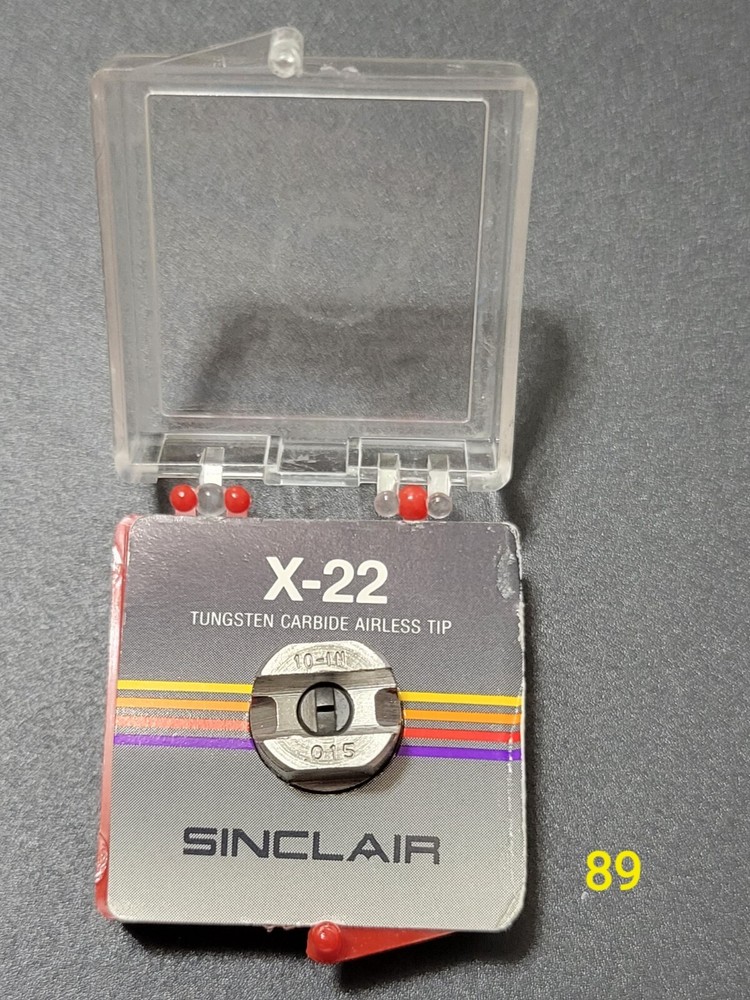 X-22
TUNGSTEN CARBIDE AIRLESS TIP
10-IN
015
SINCLAIR
89